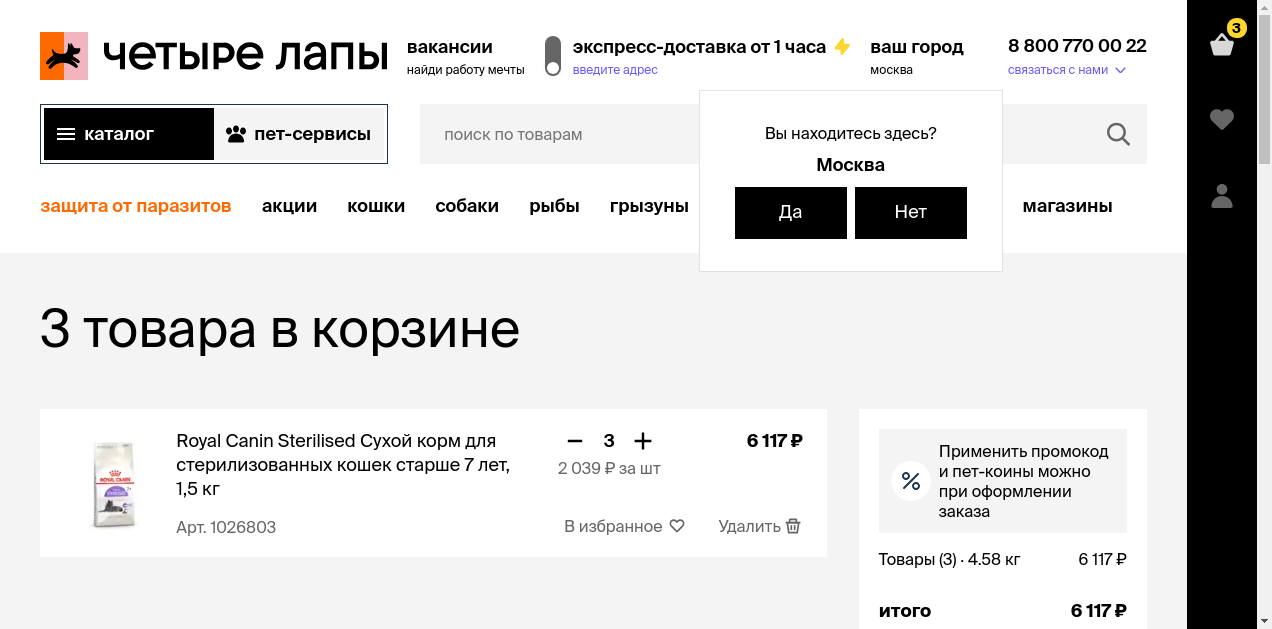 четыре лапы
вакансии
найди работу мечты
экспресс-доставка от 1 часа
введите адрес
ваш город
москва
8 800 770 00 22
связаться с нами
3
каталог
пет-сервисы
поиск по товарам
Вы находитесь здесь?
Москва
Да
Нет
защита от паразитов
акции
кошки
собаки
рыбы
грызуны
магазины
3 товара в корзине
Royal Canin Sterilised Сухой корм для
стерилизованных кошек старше 7 лет,
1,5 кг
Арт. 1026803
3
2 039 ₽ за шт
6 117 ₽
В избранное
Удалить
ROYAL CANIN
Применить промокод
и пет-коины можно
при оформлении
заказа
Товары (3) · 4.58 кг
6 117 ₽
итого
6 117 ₽